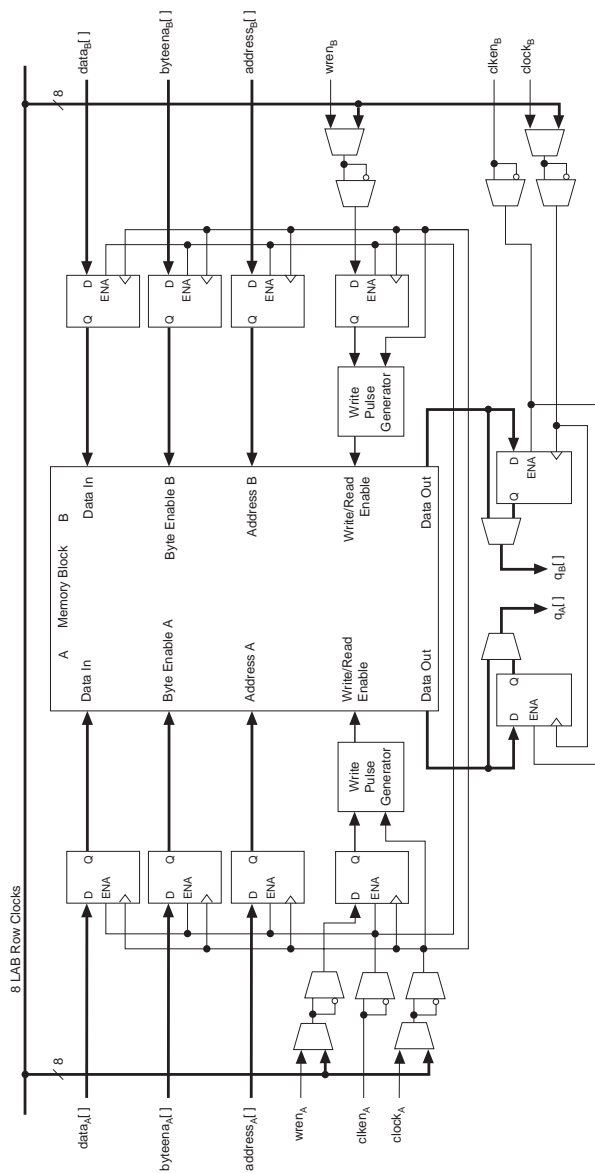 8 LAB Row Clocks
8
8
data_A[ ]
byteena_A[ ]
address_A[ ]
wren_A
clken_A
clock_A
D
Q
ENA
D
Q
ENA
D
Q
ENA
D
Q
ENA
Write
Pulse
Generator
A
Memory Block
B
Data In
Byte Enable A
Address A
Write/Read
Enable
Data Out
Data In
Byte Enable B
Address B
Write/Read
Enable
Data Out
Write
Pulse
Generator
Q
D
ENA
Q
D
ENA
Q
D
ENA
Q
D
ENA
data_B[ ]
byteena_B[ ]
address_B[ ]
wren_B
clken_B
clock_B
D
Q
ENA
q_A[ ]
q_B[ ]
D
Q
ENA